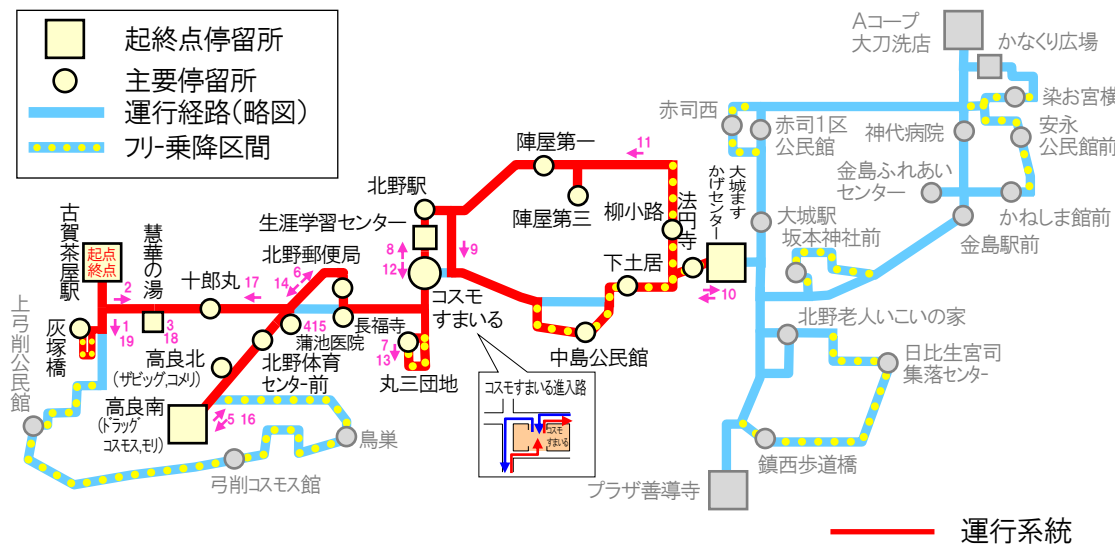 起終点停留所
主要停留所
運行経路(略図)
フリー乗降区間
Aコープ
大刀洗店
かなくり広場
赤司西
赤司1区
公民館
神代病院
染お宮横
安永
公民館前
金島ふれあい
センター
かねしま館前
金島駅前
大城駅
坂本神社前
北野老人いこいの家
日比生宮司
集落センター
鎮西歩道橋
プラザ善導寺
陣屋第一
11
陣屋第三
柳小路
法円寺
大城ます
かげセンター
10
下土居
中島公民館
北野駅
生涯学習センター
8
9
12
コスモ
すまいる
北野郵便局
6
14
長福寺
7
13
丸三団地
415
蒲池医院
北野体育
センター前
古賀茶屋駅
起点
終点
2
1
19
慧華の湯
3
18
十郎丸
17
灰塚橋
高良北
(ザビッグ,コメリ)
高良南
(ドラッグ
コスモス,モリ)
5 16
上弓削公民館
弓削コスモス館
鳥巣
コスモすまいる進入路
コスモ
すまいる
運行系統